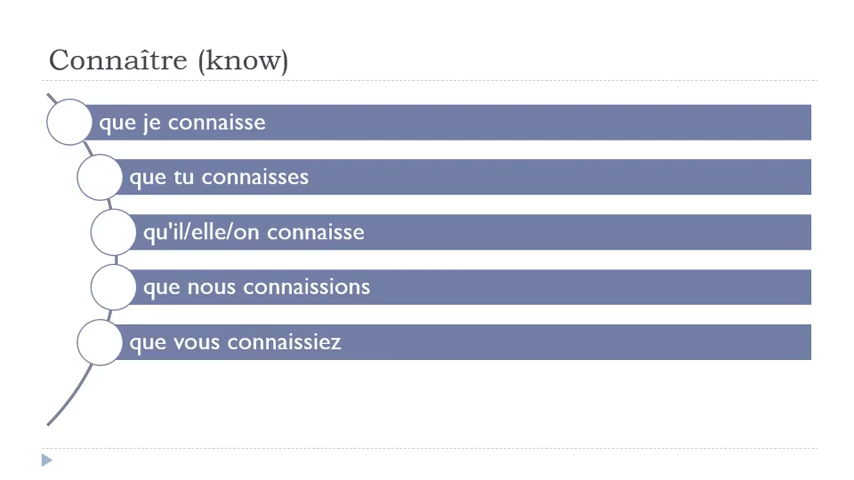 Connaître (know)
que je connaisse
que tu connaisses
qu'il/elle/on connaisse
que nous connaissions
que vous connaissiez